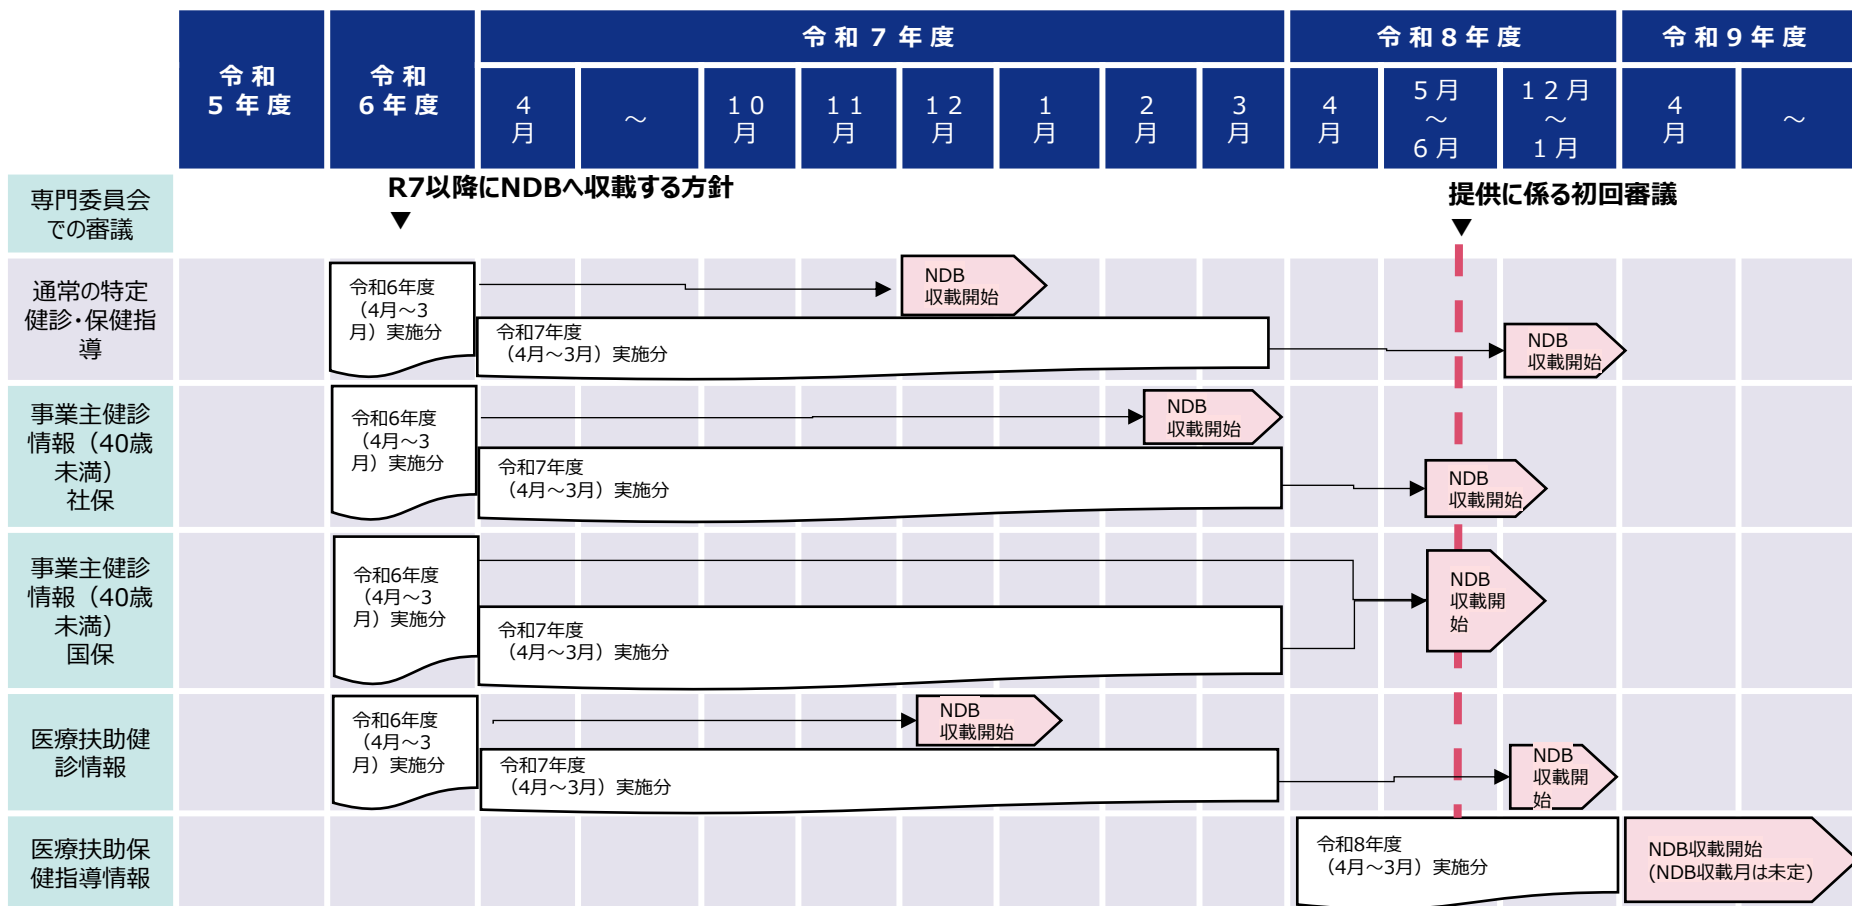 令和
５年度
令和
６年度
令和７年度
令和８年度
令和９年度
４
月
～
１０
月
１１
月
１２
月
１
月
２
月
３
月
４
月
５月
～
６月
１２月
～
１月
４
月
～
専門委員会
での審議
R7以降にNDBへ収載する方針
▼
提供に係る初回審議
▼
通常の特定
健診・保健指
導
令和6年度
（4月～3
月）実施分
NDB
収載開始
令和7年度
（4月～3月）実施分
NDB
収載開始
事業主健診
情報（40歳
未満）
社保
令和6年度
（4月～3
月）実施分
NDB
収載開始
令和7年度
（4月～3月）実施分
NDB
収載開始
事業主健診
情報（40歳
未満）
国保
令和6年度
（4月～3
月）実施分
令和7年度
（4月～3月）実施分
NDB
収載開
始
医療扶助健
診情報
令和6年度
（4月～3
月）実施分
NDB
収載開始
令和7年度
（4月～3月）実施分
NDB
収載開
始
医療扶助保
健指導情報
令和8年度
（4月～3月）実施分
NDB収載開始
(NDB収載月は未定)